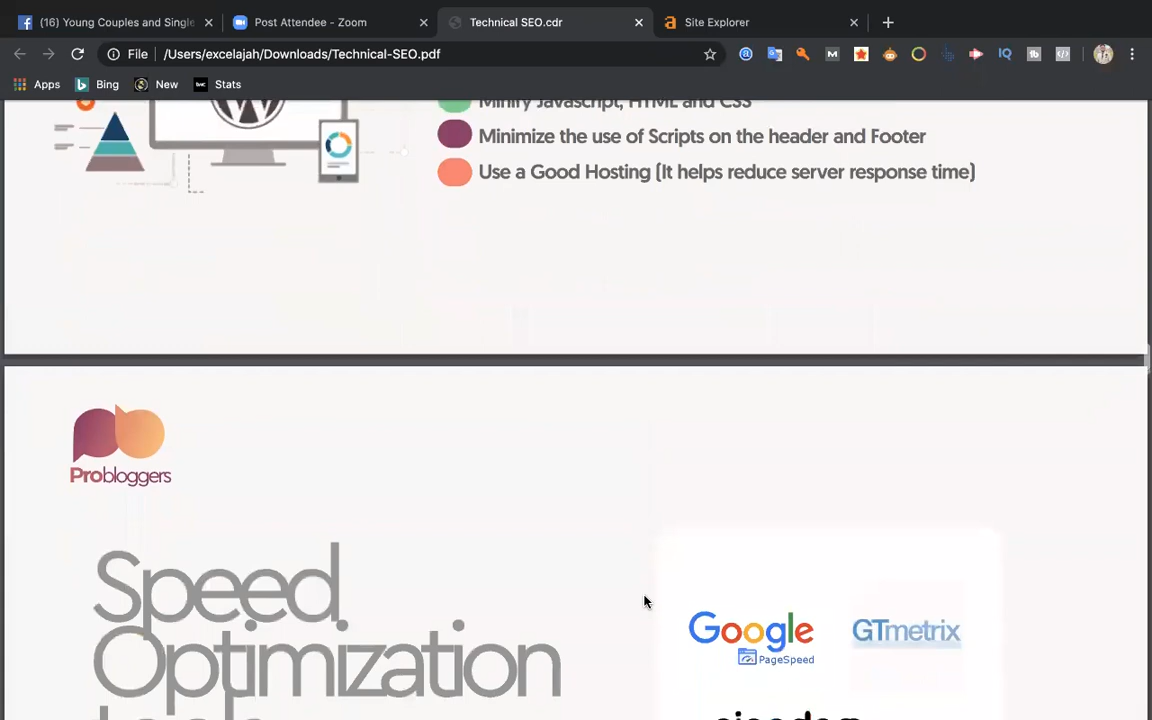 (16) Young Couples and Single
Post Attendee - Zoom
Technical SEO.cdr
Site Explorer
File
/Users/excelajah/Downloads/Technical-SEO.pdf
Apps
Bing
New
Stats
Minify Javascript, HTML and CSS
Minimize the use of Scripts on the header and Footer
Use a Good Hosting (It helps reduce server response time)
Probloggers
Speed
Optimization
Google
PageSpeed
GTmetrix